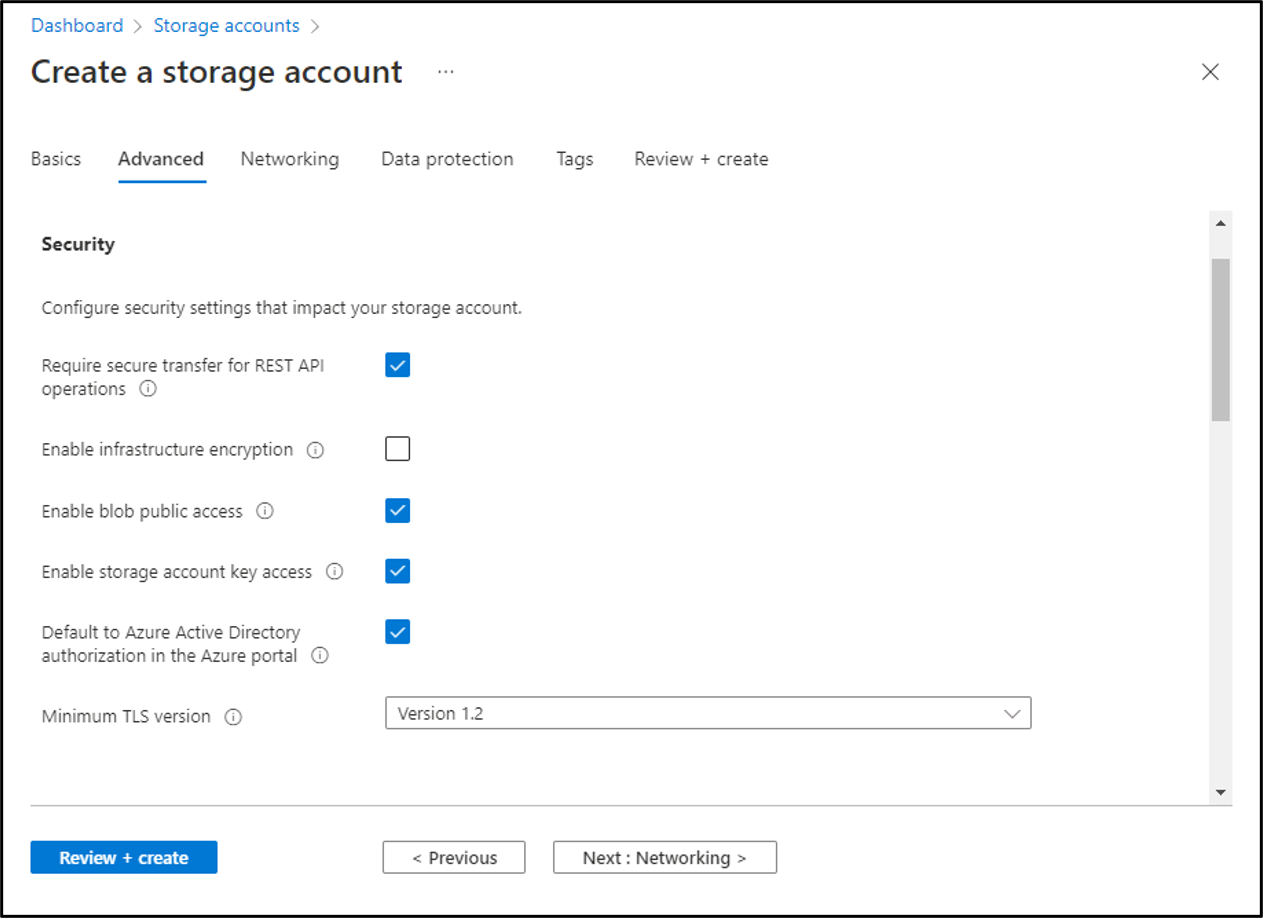 Dashboard > Storage accounts >
Create a storage account ...
Basics Advanced Networking Data protection Tags Review + create
Security
Configure security settings that impact your storage account.
Require secure transfer for REST API
operations
Enable infrastructure encryption
Enable blob public access
Enable storage account key access
Default to Azure Active Directory
authorization in the Azure portal
Minimum TLS version
Version 1.2
Review + create < Previous Next : Networking >